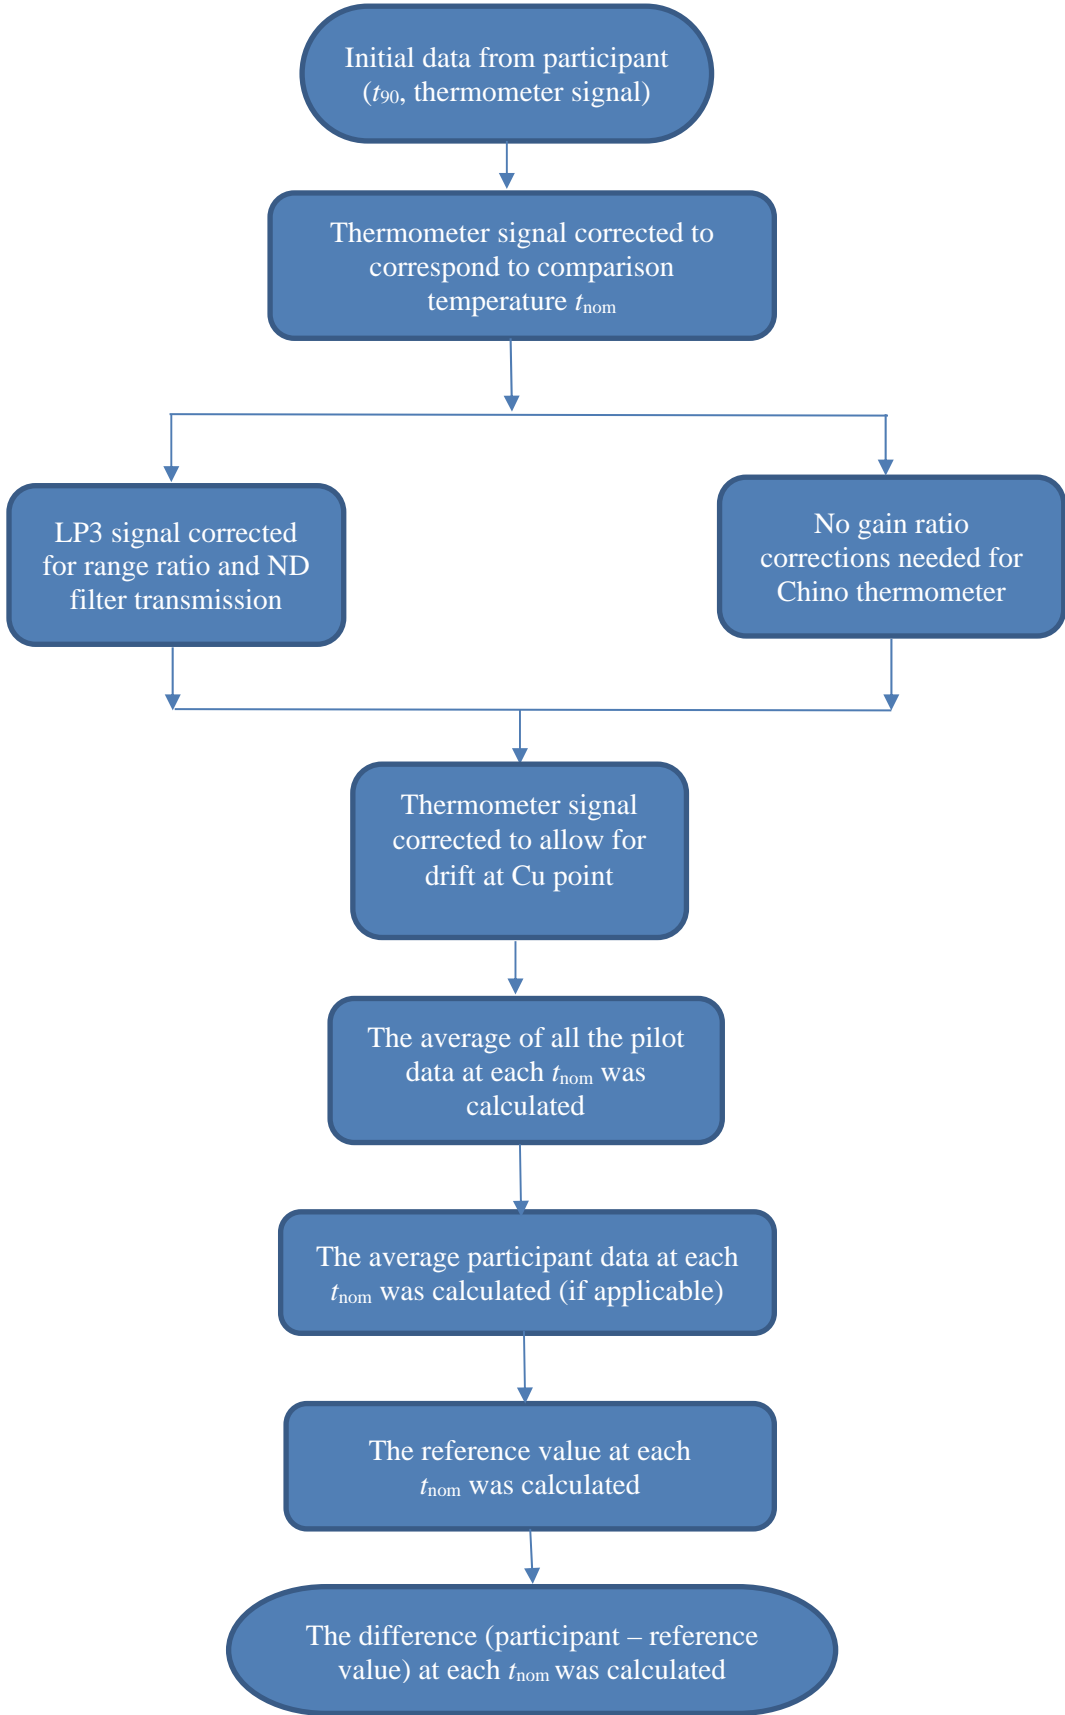 Initial data from participant
(t90, thermometer signal)
Thermometer signal corrected to
correspond to comparison
temperature tnom
LP3 signal corrected
for range ratio and ND
filter transmission
No gain ratio
corrections needed for
Chino thermometer
Thermometer signal
corrected to allow for
drift at Cu point
The average of all the pilot
data at each tnom was
calculated
The average participant data at each
tnom was calculated (if applicable)
The reference value at each
tnom was calculated
The difference (participant – reference
value) at each tnom was calculated